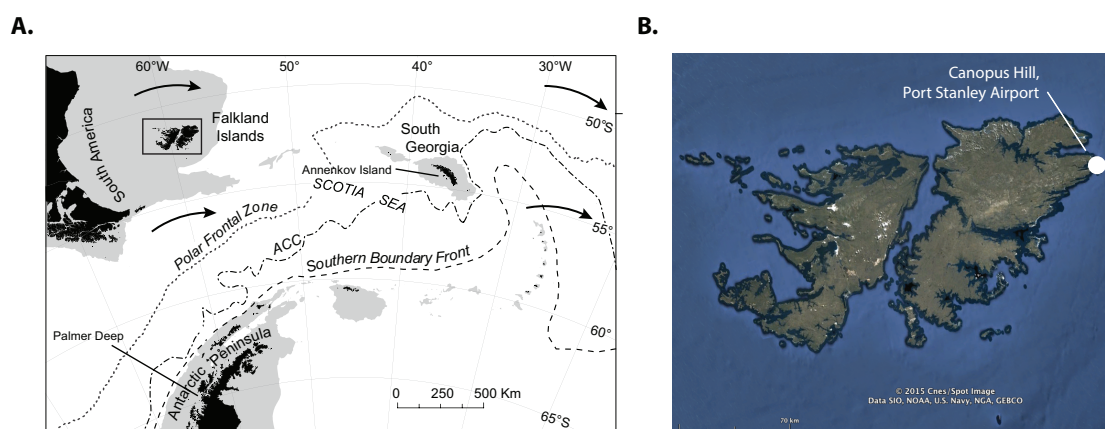 A.
60°W
50°
40°
30°W
50°S
South America
Falkland
Islands
South
Georgia
Annenkov Island
SCOTIA
SEA
Polar Frontal Zone
ACC
55°
Southern Boundary Front
60°
Palmer Deep
Antarctic Peninsula
0 250 500 Km
65°S
B.
Canopus Hill,
Port Stanley Airport
© 2015 Cnes/Spot Image
Data SIO, NOAA, U.S. Navy, NGA, GEBCO
70 km